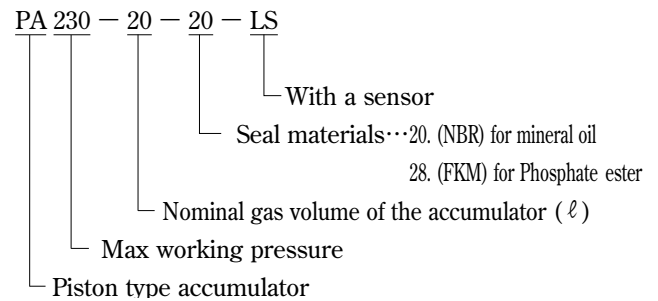 PA 230 － 20 － 20 － LS
With a sensor
Seal materials…20. (NBR) for mineral oil
28. (FKM) for Phosphate ester
Nominal gas volume of the accumulator (ℓ)
Max working pressure
Piston type accumulator